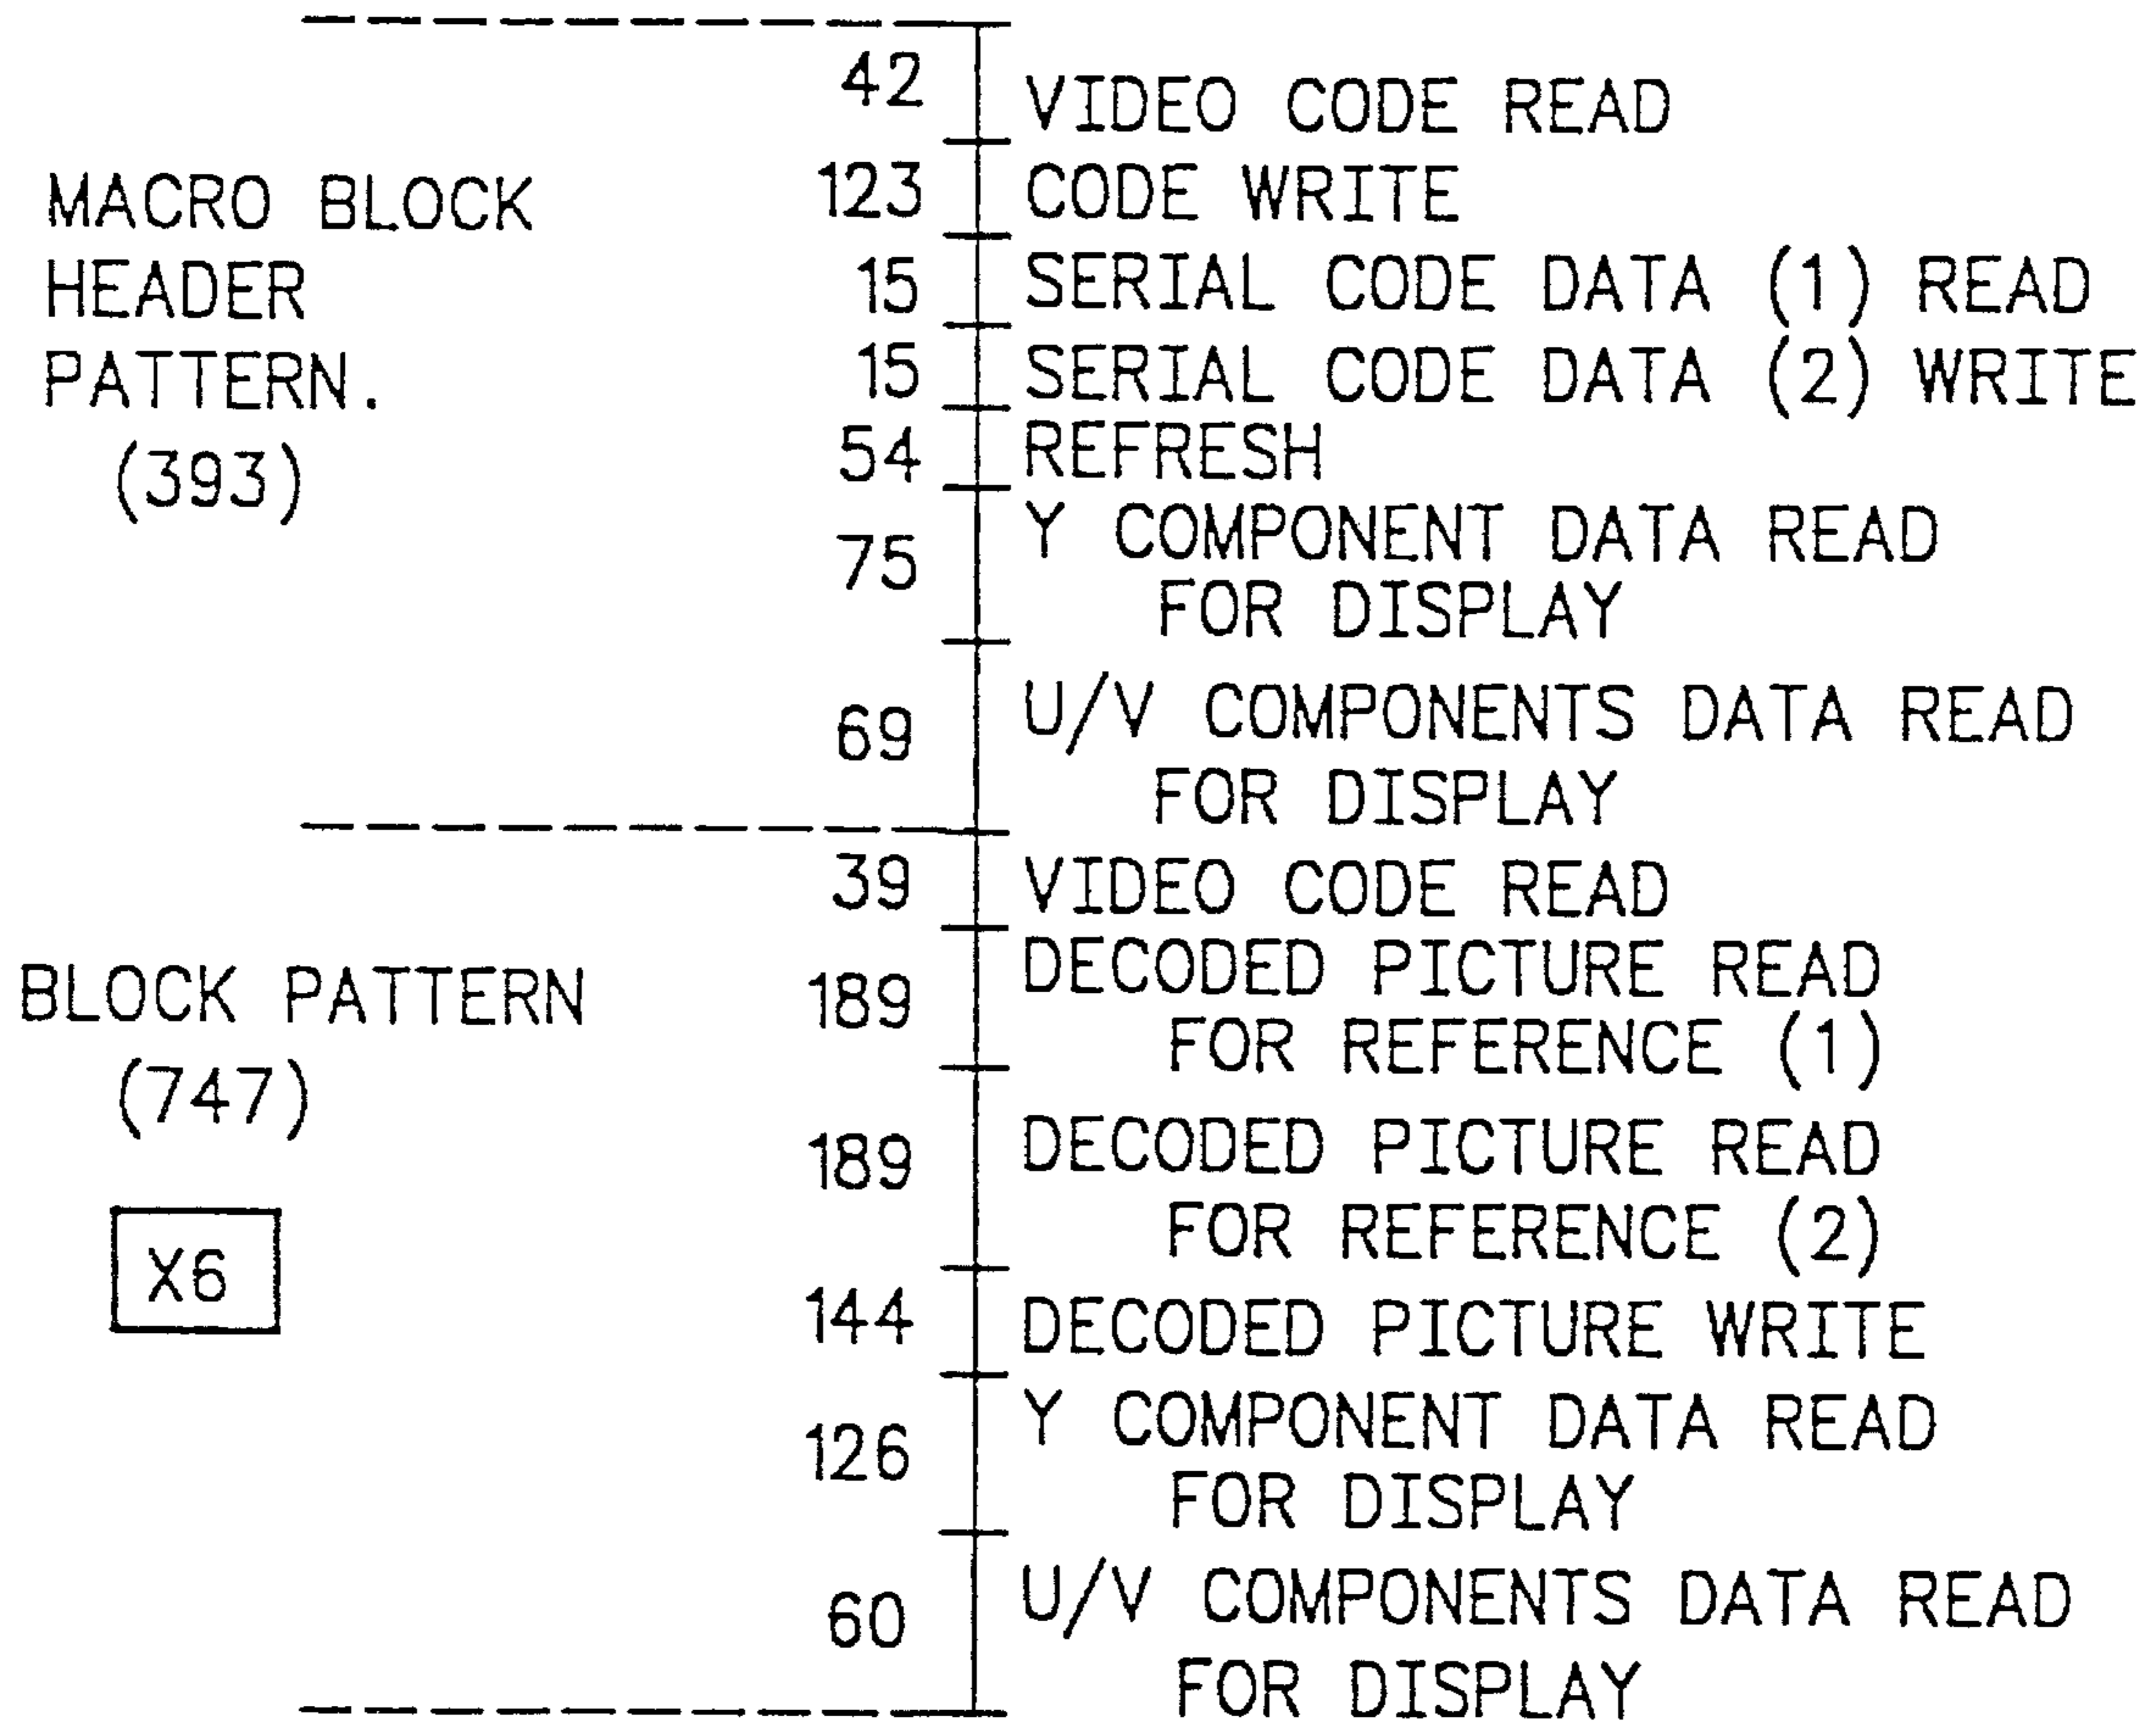 42 VIDEO CODE READ
MACRO BLOCK
HEADER
PATTERN.
(393)
123 CODE WRITE
15 SERIAL CODE DATA (1) READ
15 SERIAL CODE DATA (2) WRITE
54 REFRESH
75 Y COMPONENT DATA READ
FOR DISPLAY
69 U/V COMPONENTS DATA READ
FOR DISPLAY
BLOCK PATTERN
(747)
X6
39 VIDEO CODE READ
189 DECODED PICTURE READ
FOR REFERENCE (1)
189 DECODED PICTURE READ
FOR REFERENCE (2)
144 DECODED PICTURE WRITE
126 Y COMPONENT DATA READ
FOR DISPLAY
60 U/V COMPONENTS DATA READ
FOR DISPLAY